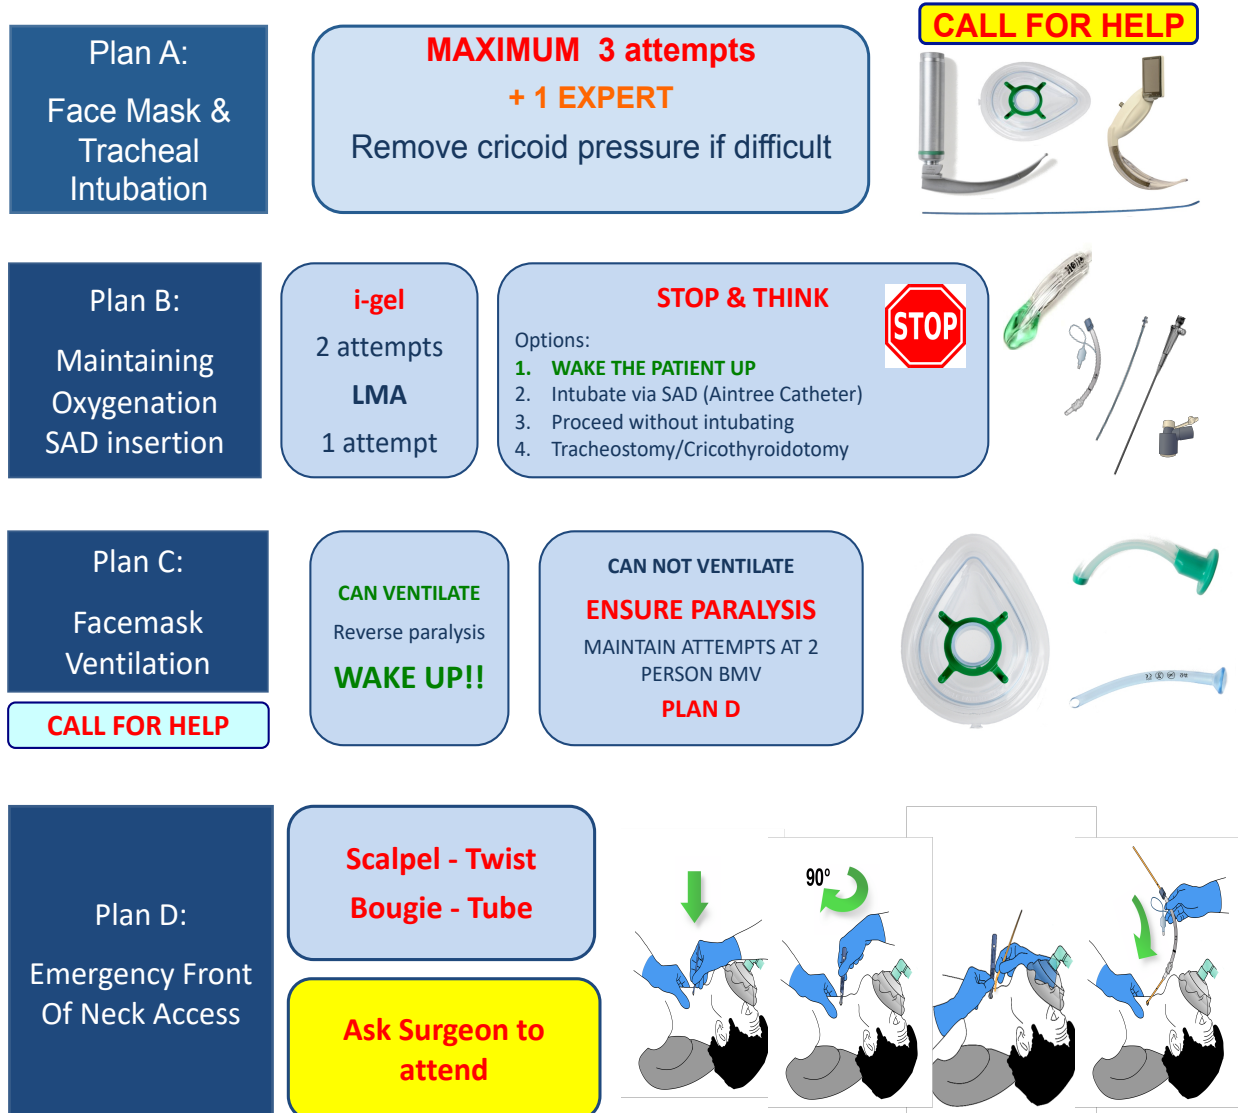 CALL FOR HELP
Plan A:
Face Mask &
Tracheal
Intubation
MAXIMUM 3 attempts
+ 1 EXPERT
Remove cricoid pressure if difficult
Plan B:
Maintaining
Oxygenation
SAD insertion
i-gel
2 attempts
LMA
1 attempt
STOP & THINK
STOP
Options:
1. WAKE THE PATIENT UP
2. Intubate via SAD (Aintree Catheter)
3. Proceed without intubating
4. Tracheostomy/Cricothyroidotomy
Plan C:
Facemask
Ventilation
CALL FOR HELP
CAN VENTILATE
Reverse paralysis
WAKE UP!!
CAN NOT VENTILATE
ENSURE PARALYSIS
MAINTAIN ATTEMPTS AT 2
PERSON BMV
PLAN D
Plan D:
Emergency Front
Of Neck Access
Scalpel - Twist
Bougie - Tube
Ask Surgeon to
attend
90º